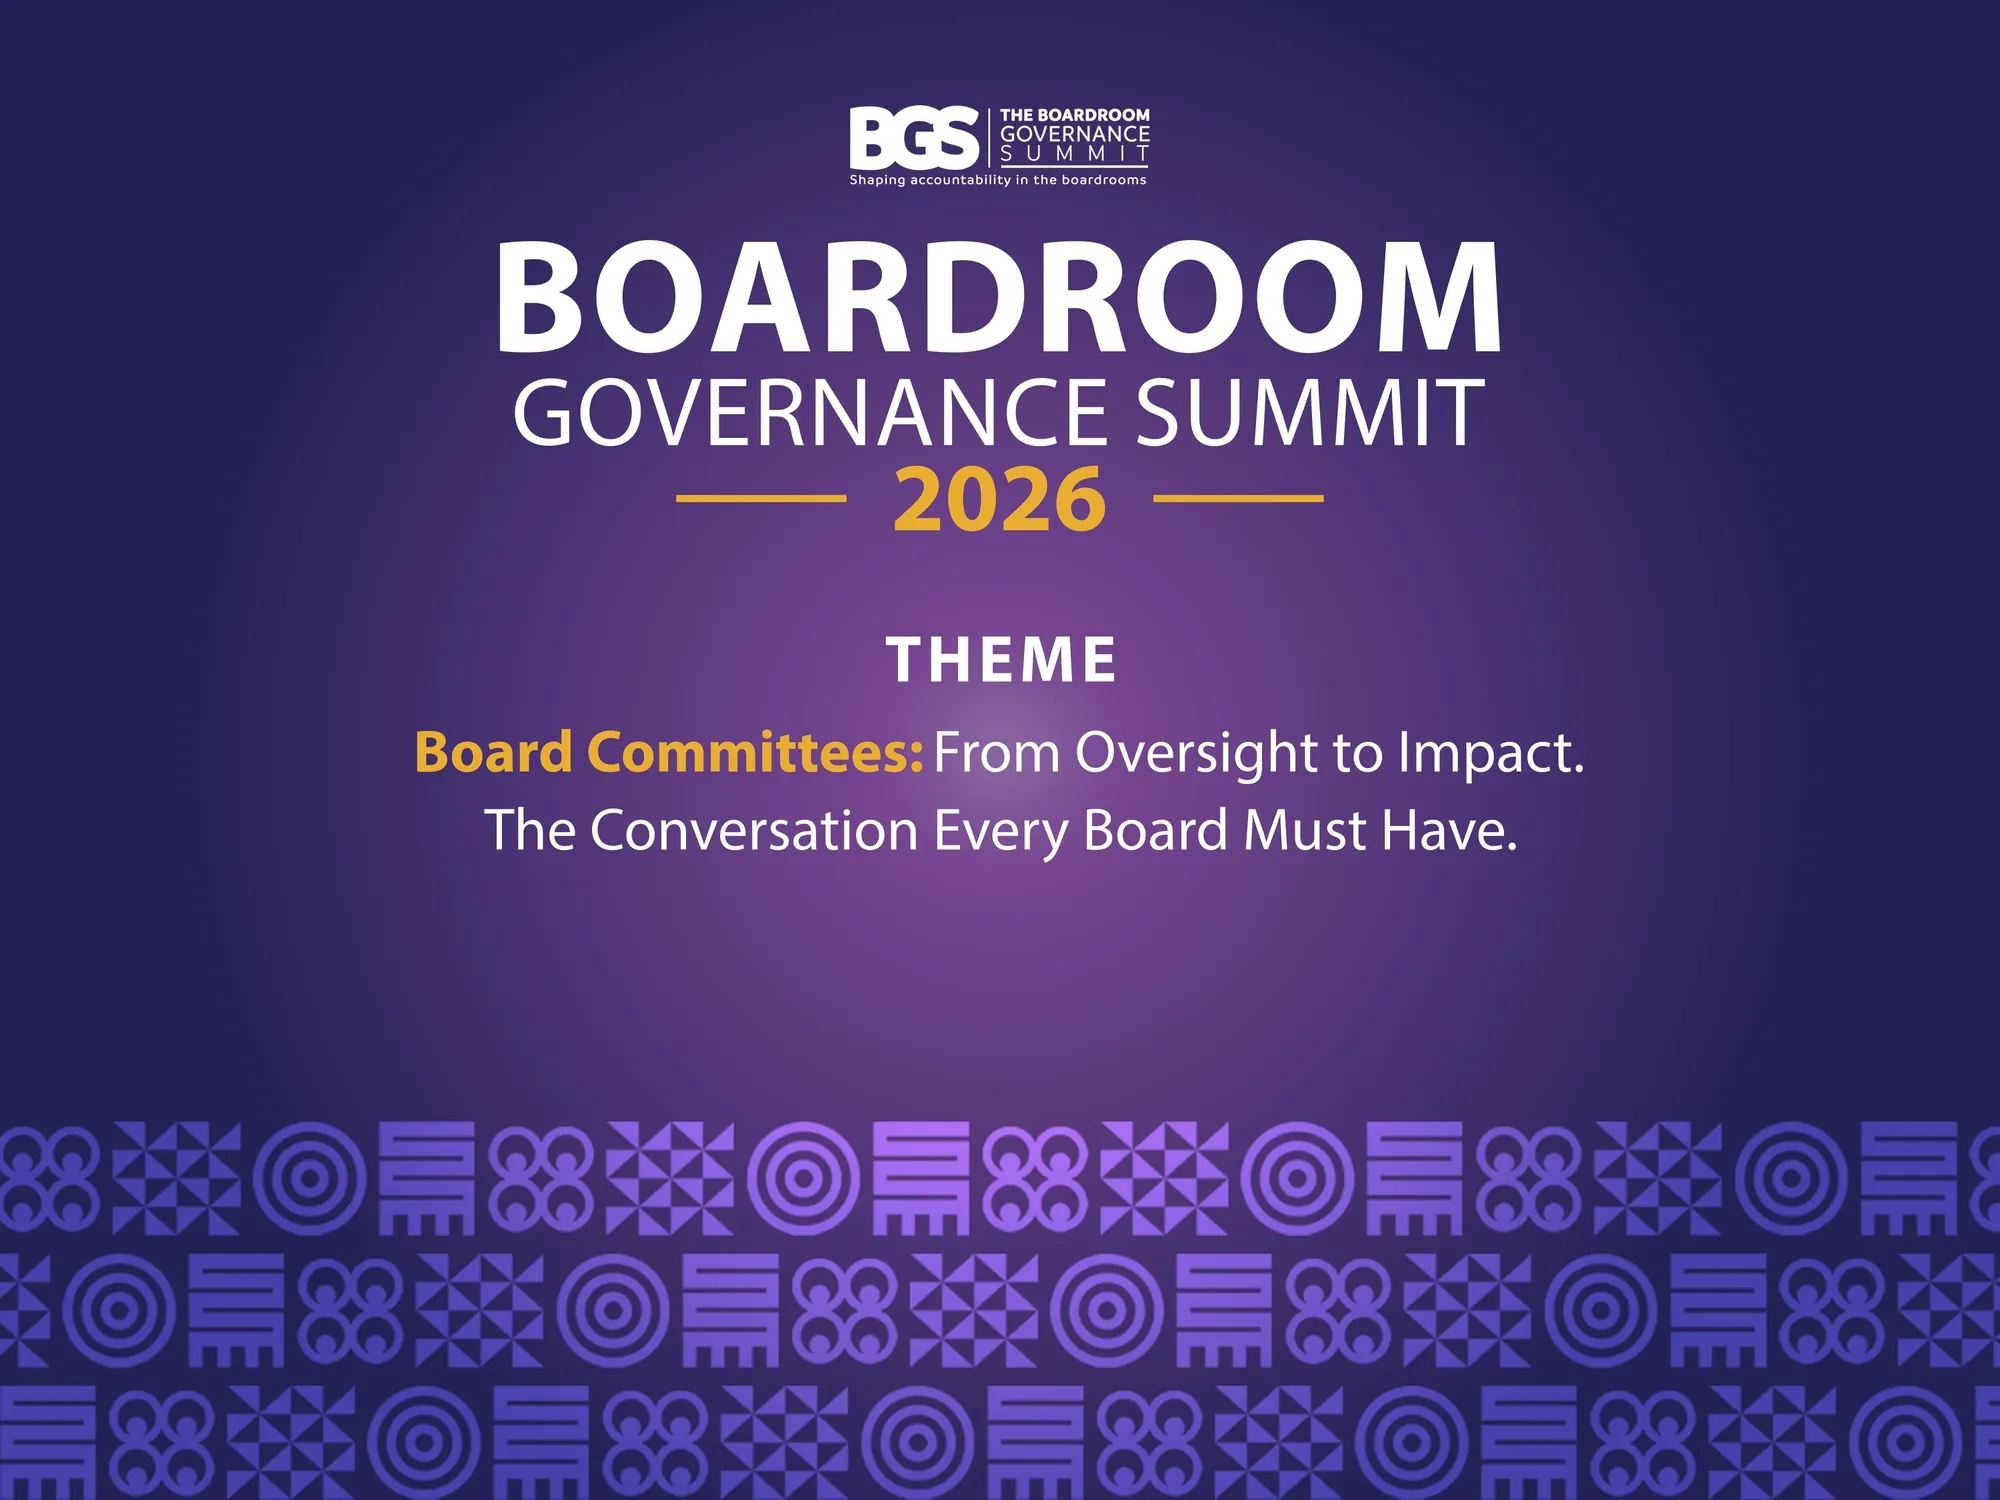 BGS
THE BOARDROOM
GOVERNANCE
SUMMIT
Shaping accountability in the boardrooms
BOARDROOM
GOVERNANCE SUMMIT
2026
THEME
Board Committees: From Oversight to Impact.
The Conversation Every Board Must Have.